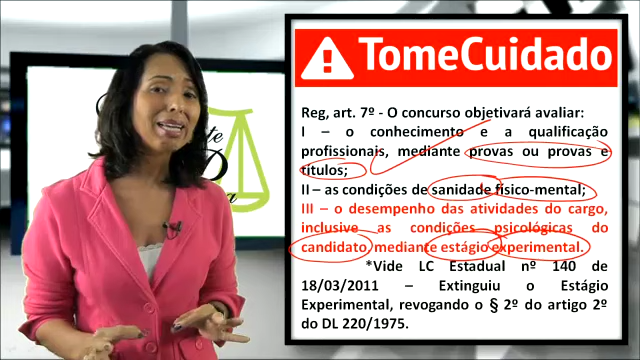 TomeCuidado
Reg, art. 7º - O concurso objetivará avaliar:
I – o conhecimento e a qualificação
profissionais, mediante provas ou provas e
títulos;
II – as condições de sanidade físico-mental;
III – o desempenho das atividades do cargo,
inclusive as condições psicológicas do
candidato, mediante estágio experimental.
*Vide LC Estadual nº 140 de
18/03/2011 – Extinguiu o Estágio
Experimental, revogando o § 2º do artigo 2º
do DL 220/1975.